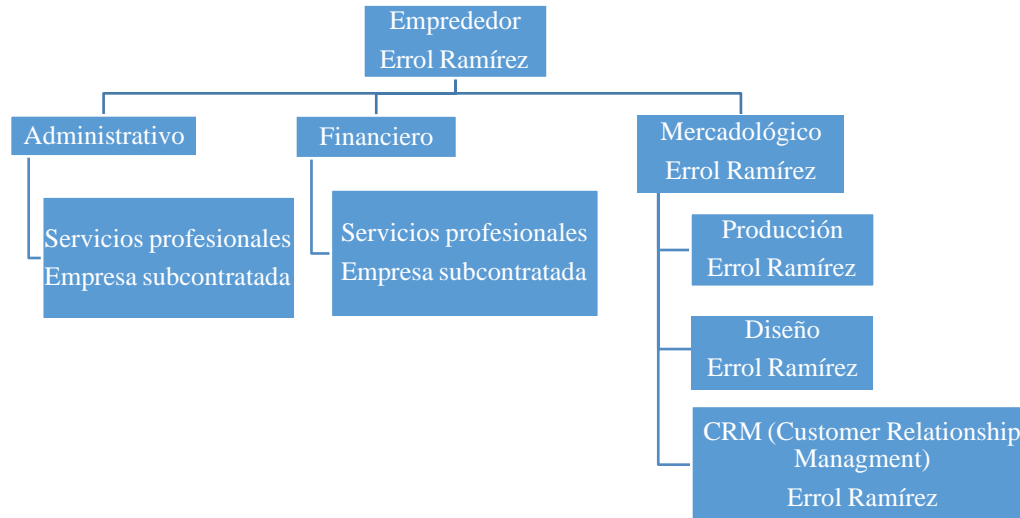 Emprededor
Errol Ramírez
Administrativo
Financiero
Mercadológico
Errol Ramírez
Servicios profesionales
Empresa subcontratada
Servicios profesionales
Empresa subcontratada
Producción
Errol Ramírez
Diseño
Errol Ramírez
CRM (Customer Relationship
Managment)
Errol Ramírez